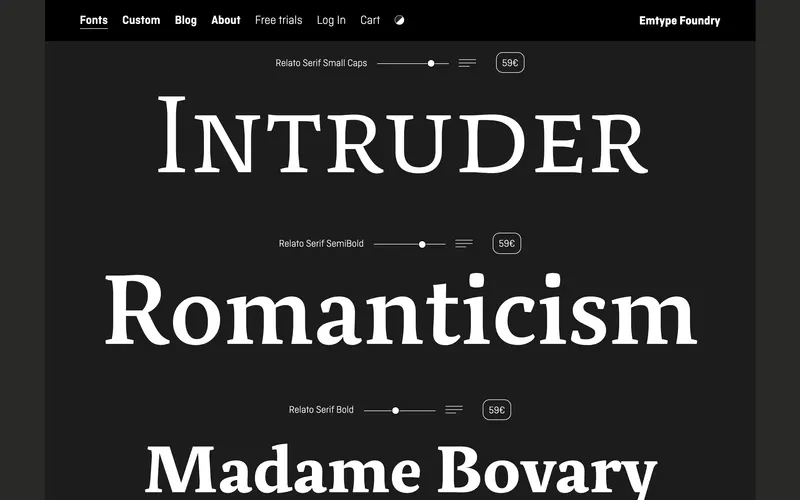 Fonts Custom Blog About Free trials Log In Cart Emtype Foundry
Relato Serif Small Caps 59€
Intruder
Relato Serif SemiBold 59€
Romanticism
Relato Serif Bold 59€
Madame Bovary